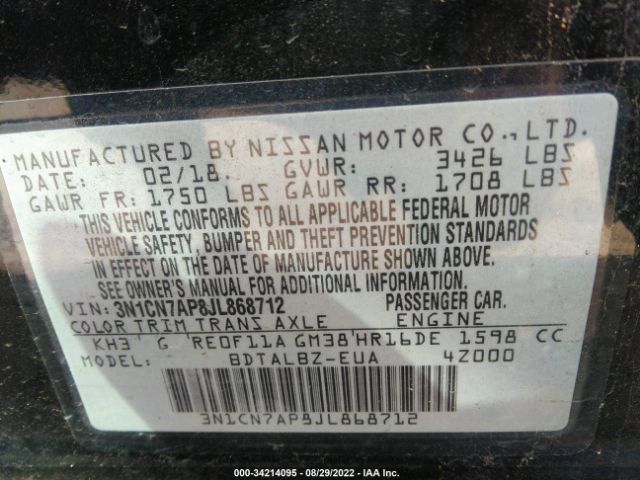 MANUFACTURED BY NISSAN MOTOR CO., LTD.
DATE: 02/18. GVWR: 3426 LBS
GAWR FR: 1750 LBS GAWR RR: 1708 LBS
THIS VEHICLE CONFORMS TO ALL APPLICABLE FEDERAL MOTOR
VEHICLE SAFETY, BUMPER AND THEFT PREVENTION STANDARDS
IN EFFECT ON THE DATE OF MANUFACTURE SHOWN ABOVE.
SEE OWNER'S MANUAL FOR ADDITIONAL INFORMATION.
VIN: 3N1CN7AP8JL868712 PASSENGER CAR.
COLOR TRIM TRANS AXLE ENGINE
KH3' G 'RE0F11A GM38'HR16DE 1598 CC
MODEL: BDTALBZ-EUA 4Z000
3N1CN7AP8JL868712
© 000-34214095 - 08/29/2022 - IAA Inc.